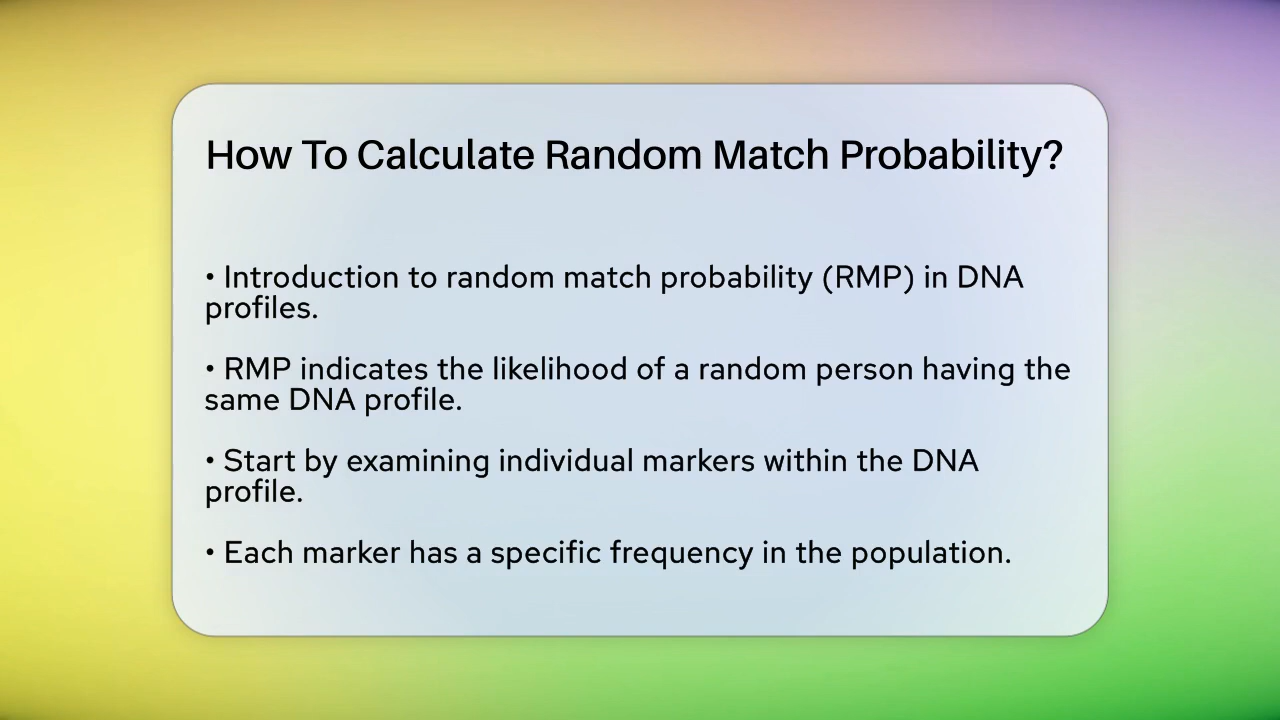 How To Calculate Random Match Probability?
• Introduction to random match probability (RMP) in DNA
profiles.
• RMP indicates the likelihood of a random person having the
same DNA profile.
• Start by examining individual markers within the DNA
profile.
• Each marker has a specific frequency in the population.